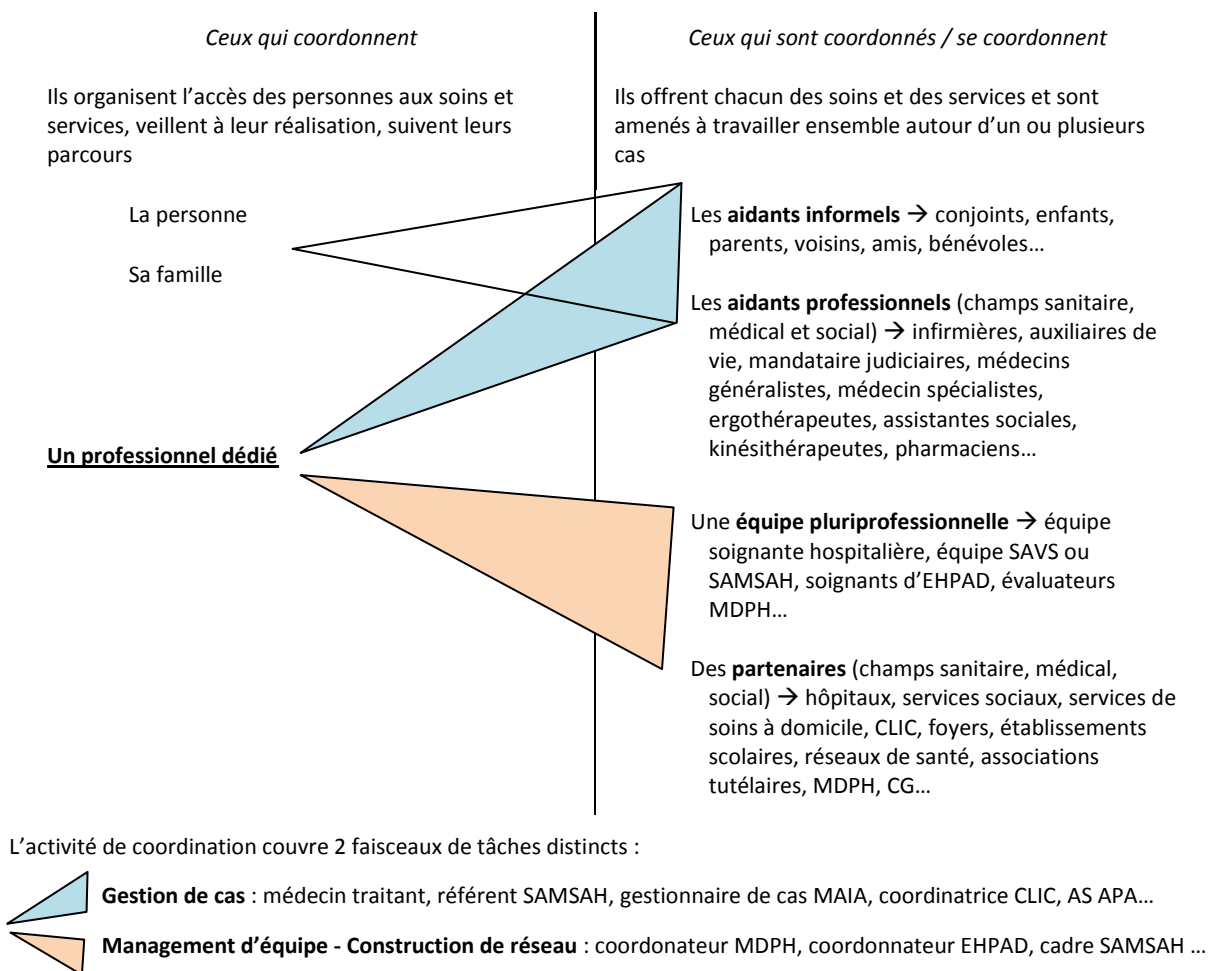 Ceux qui coordonnent
Ils organisent l’accès des personnes aux soins et
services, veillent à leur réalisation, suivent leurs
parcours
La personne
Sa famille
Un professionnel dédié
Ceux qui sont coordonnés / se coordonnent
Ils offrent chacun des soins et des services et sont
amenés à travailler ensemble autour d’un ou plusieurs
cas
Les aidants informels → conjoints, enfants,
parents, voisins, amis, bénévoles…
Les aidants professionnels (champs sanitaire,
médical et social) → infirmières, auxiliaires de
vie, mandataire judiciaires, médecins
généralistes, médecin spécialistes,
ergothérapeutes, assistantes sociales,
kinésithérapeutes, pharmaciens…
Une équipe pluriprofessionnelle → équipe
soignante hospitalière, équipe SAVS ou
SAMSAH, soignants d’EHPAD, évaluateurs
MDPH…
Des partenaires (champs sanitaire, médical,
social) → hôpitaux, services sociaux, services de
soins à domicile, CLIC, foyers, établissements
scolaires, réseaux de santé, associations
tutélaires, MDPH, CG…
L’activité de coordination couvre 2 faisceaux de tâches distincts :
Gestion de cas : médecin traitant, référent SAMSAH, gestionnaire de cas MAIA, coordinatrice CLIC, AS APA…
Management d’équipe - Construction de réseau : coordonateur MDPH, coordonnateur EHPAD, cadre SAMSAH …